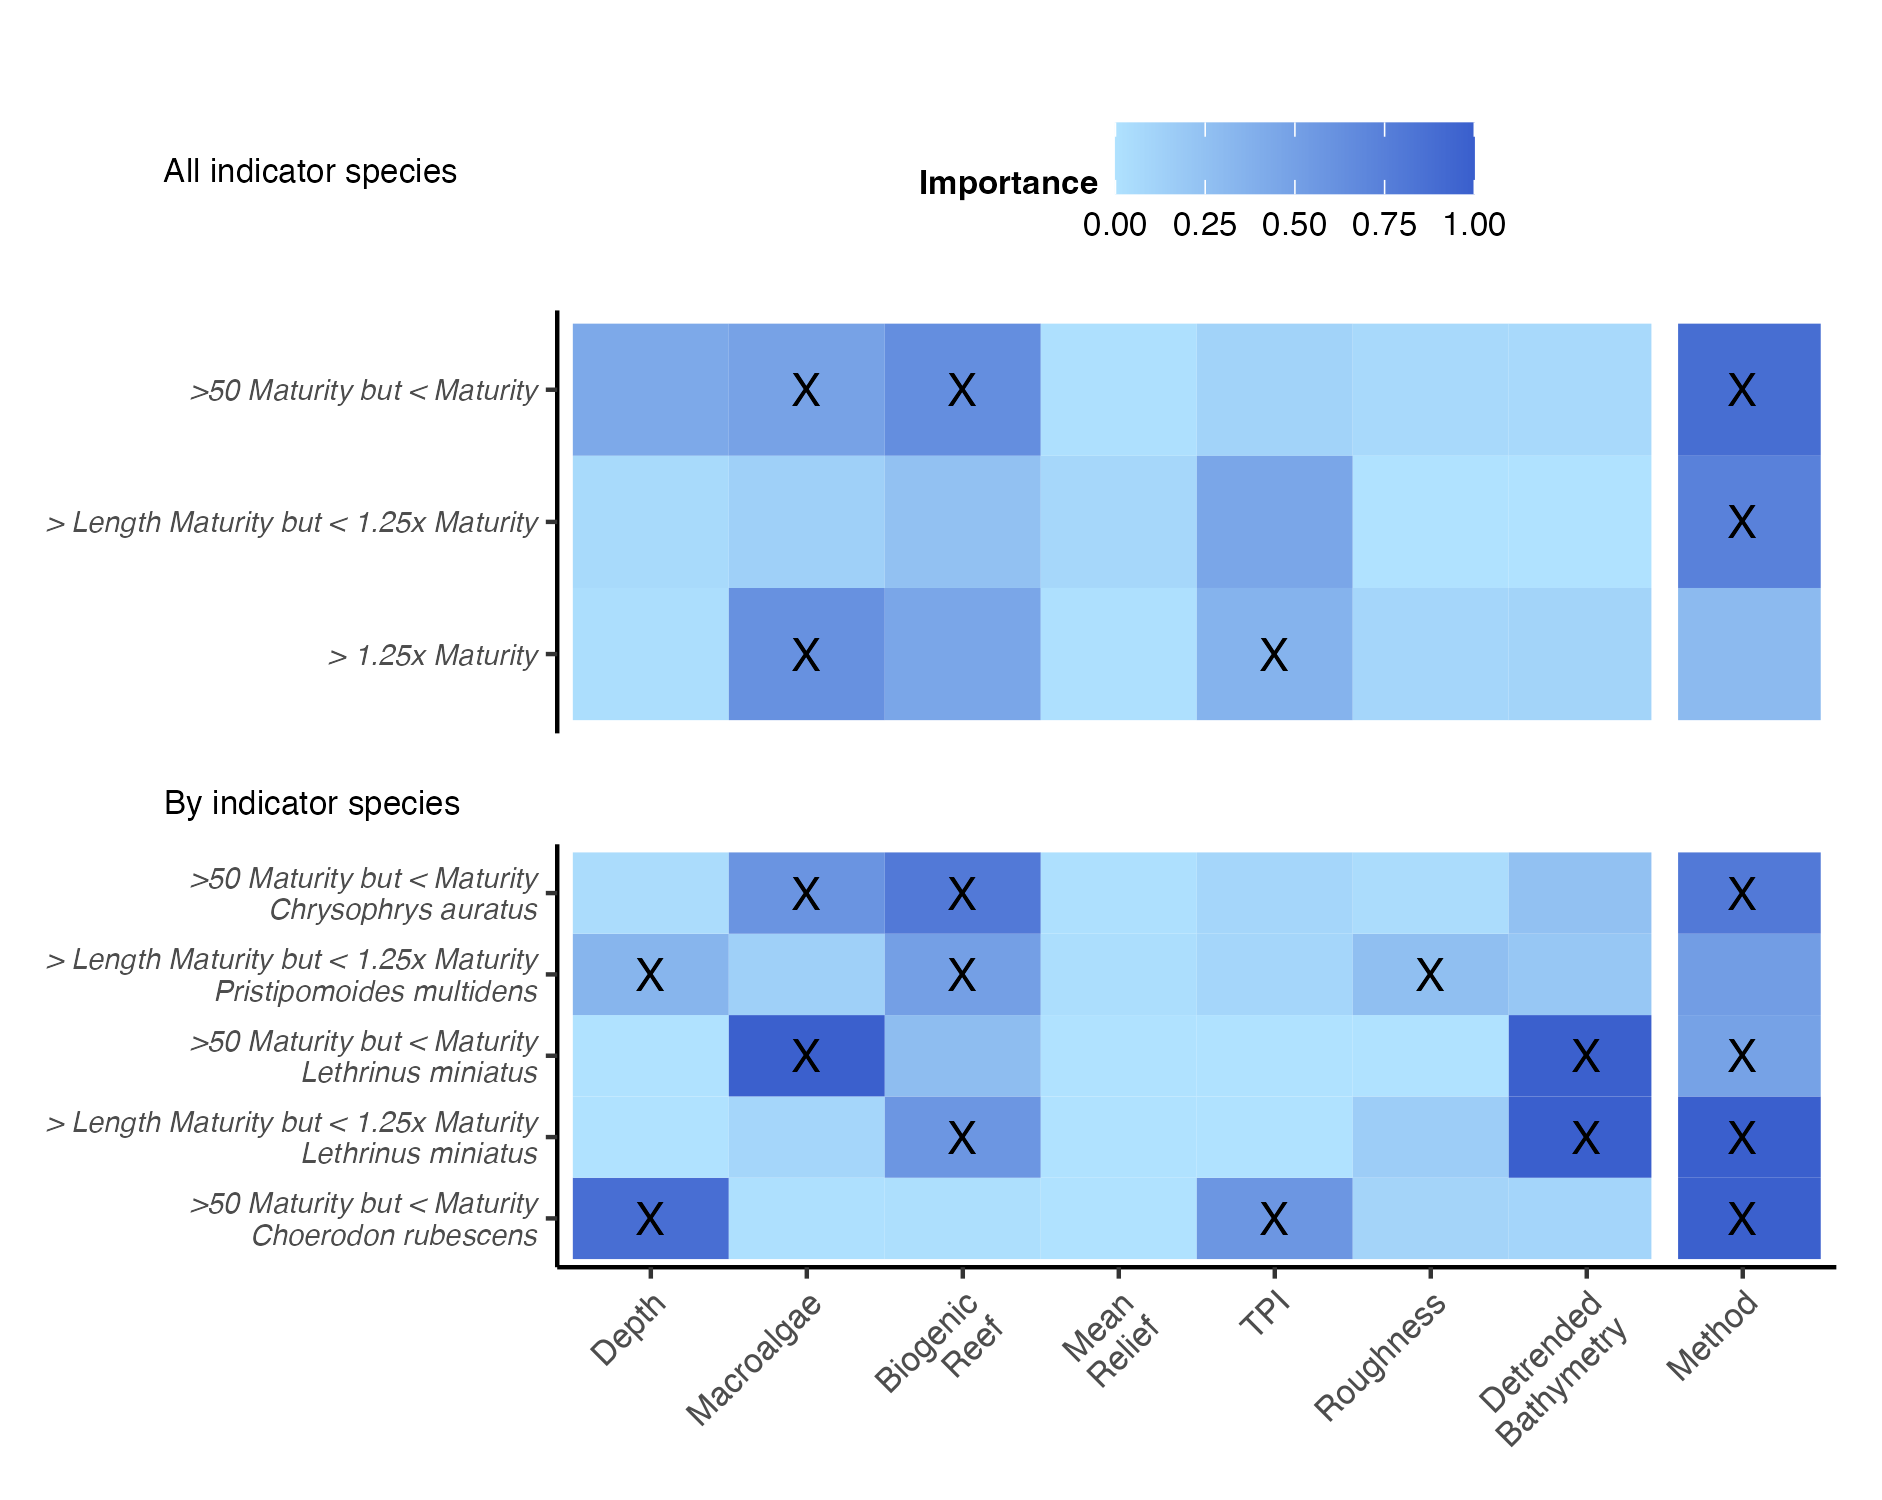 All indicator species
Importance
0.00 0.25 0.50 0.75 1.00
>50 Maturity but < Maturity
X X X
> Length Maturity but < 1.25x Maturity
X
> 1.25x Maturity
X X
By indicator species
>50 Maturity but < Maturity
Chrysophrys auratus
X X X
> Length Maturity but < 1.25x Maturity
Pristipomoides multidens
X X X
>50 Maturity but < Maturity
Lethrinus miniatus
X X X
> Length Maturity but < 1.25x Maturity
Lethrinus miniatus
X X X
>50 Maturity but < Maturity
Choerodon rubescens
X X X
Depth
Macroalgae
Biogenic
Reef
Mean
Relief
TPI
Roughness
Detrended
Bathymetry
Method